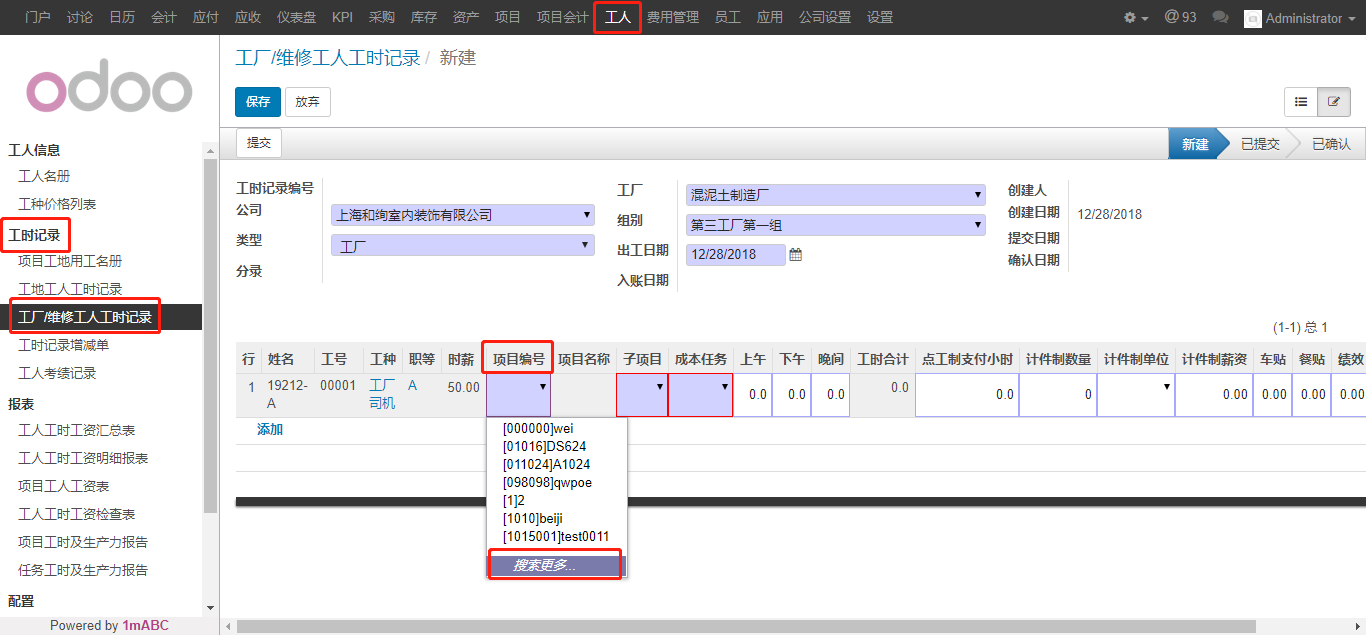 门户 讨论 日历 会计 应付 应收 仪表盘 KPI 采购 库存 资产 项目 项目会计 工人 费用管理 员工 应用 公司设置 设置 @ 93 Administrator
odoo
工人信息
工人名册
工种价格列表
工时记录
项目工地用工名册
工地工人工时记录
工厂/维修工人工时记录
工时记录增减单
工人考绩记录
报表
工人工时工资汇总表
工人工时工资明细报表
项目工人工资表
工人工时工资检查表
项目工时及生产力报告
任务工时及生产力报告
配置
Powered by 1mABC
工厂/维修工人工时记录 / 新建
保存 放弃
提交 新建 已提交 已确认
工时记录编号
公司 上海和绚室内装饰有限公司
类型 工厂
分录
工厂 混泥土制造厂
组别 第三工厂第一组
出工日期 12/28/2018
入账日期
创建人
创建日期 12/28/2018
提交日期
确认日期
(1-1) 总 1
行 姓名 工号 工种 职等 时薪 项目编号 项目名称 子项目 成本任务 上午 下午 晚间 工时合计 点工制支付小时 计件制数量 计件制单位 计件制薪资 车贴 餐贴 绩效
1 19212-A 00001 工厂司机 A 50.00 0.0 0.0 0.0 0.0 0.0 0 0.00 0.00 0.00 0.00
添加
[000000]wei
[01016]DS624
[011024]A1024
[098098]qwpoe
[1]2
[1010]beiji
[1015001]test0011
搜索更多...